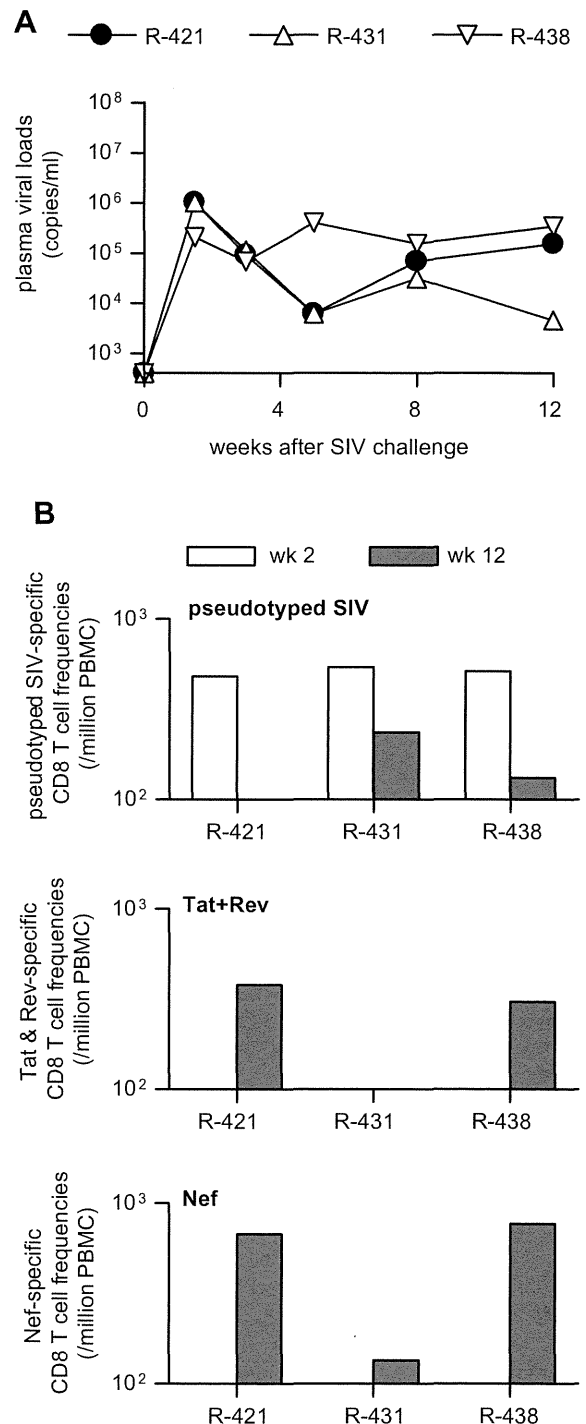 A
R-421 R-431 R-438
plasma viral loads
(copies/ml)
10⁸
10⁷
10⁶
10⁵
10⁴
10³
0 4 8 12
weeks after SIV challenge
B
wk 2 wk 12
pseudotyped SIV
pseudotyped SIV-specific
CD8 T cell frequencies
(/million PBMC)
10³
10²
R-421 R-431 R-438
Tat+Rev
Tat & Rev-specific
CD8 T cell frequencies
(/million PBMC)
10³
10²
R-421 R-431 R-438
Nef
Nef-specific
CD8 T cell frequencies
(/million PBMC)
10³
10²
R-421 R-431 R-438